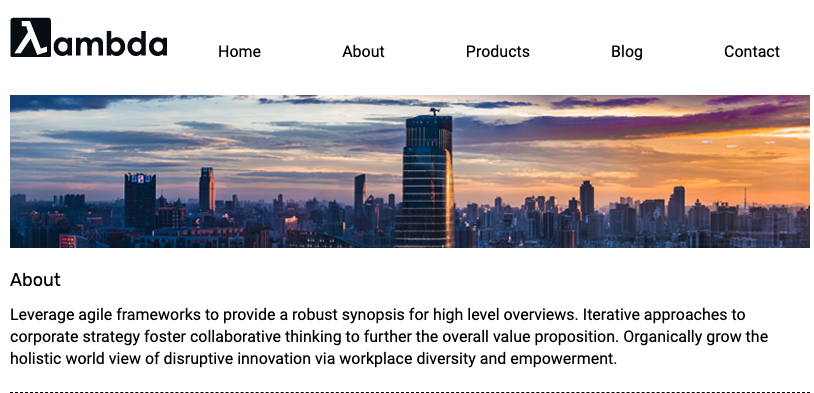 λambda
Home About Products Blog Contact
About
Leverage agile frameworks to provide a robust synopsis for high level overviews. Iterative approaches to
corporate strategy foster collaborative thinking to further the overall value proposition. Organically grow the
holistic world view of disruptive innovation via workplace diversity and empowerment.